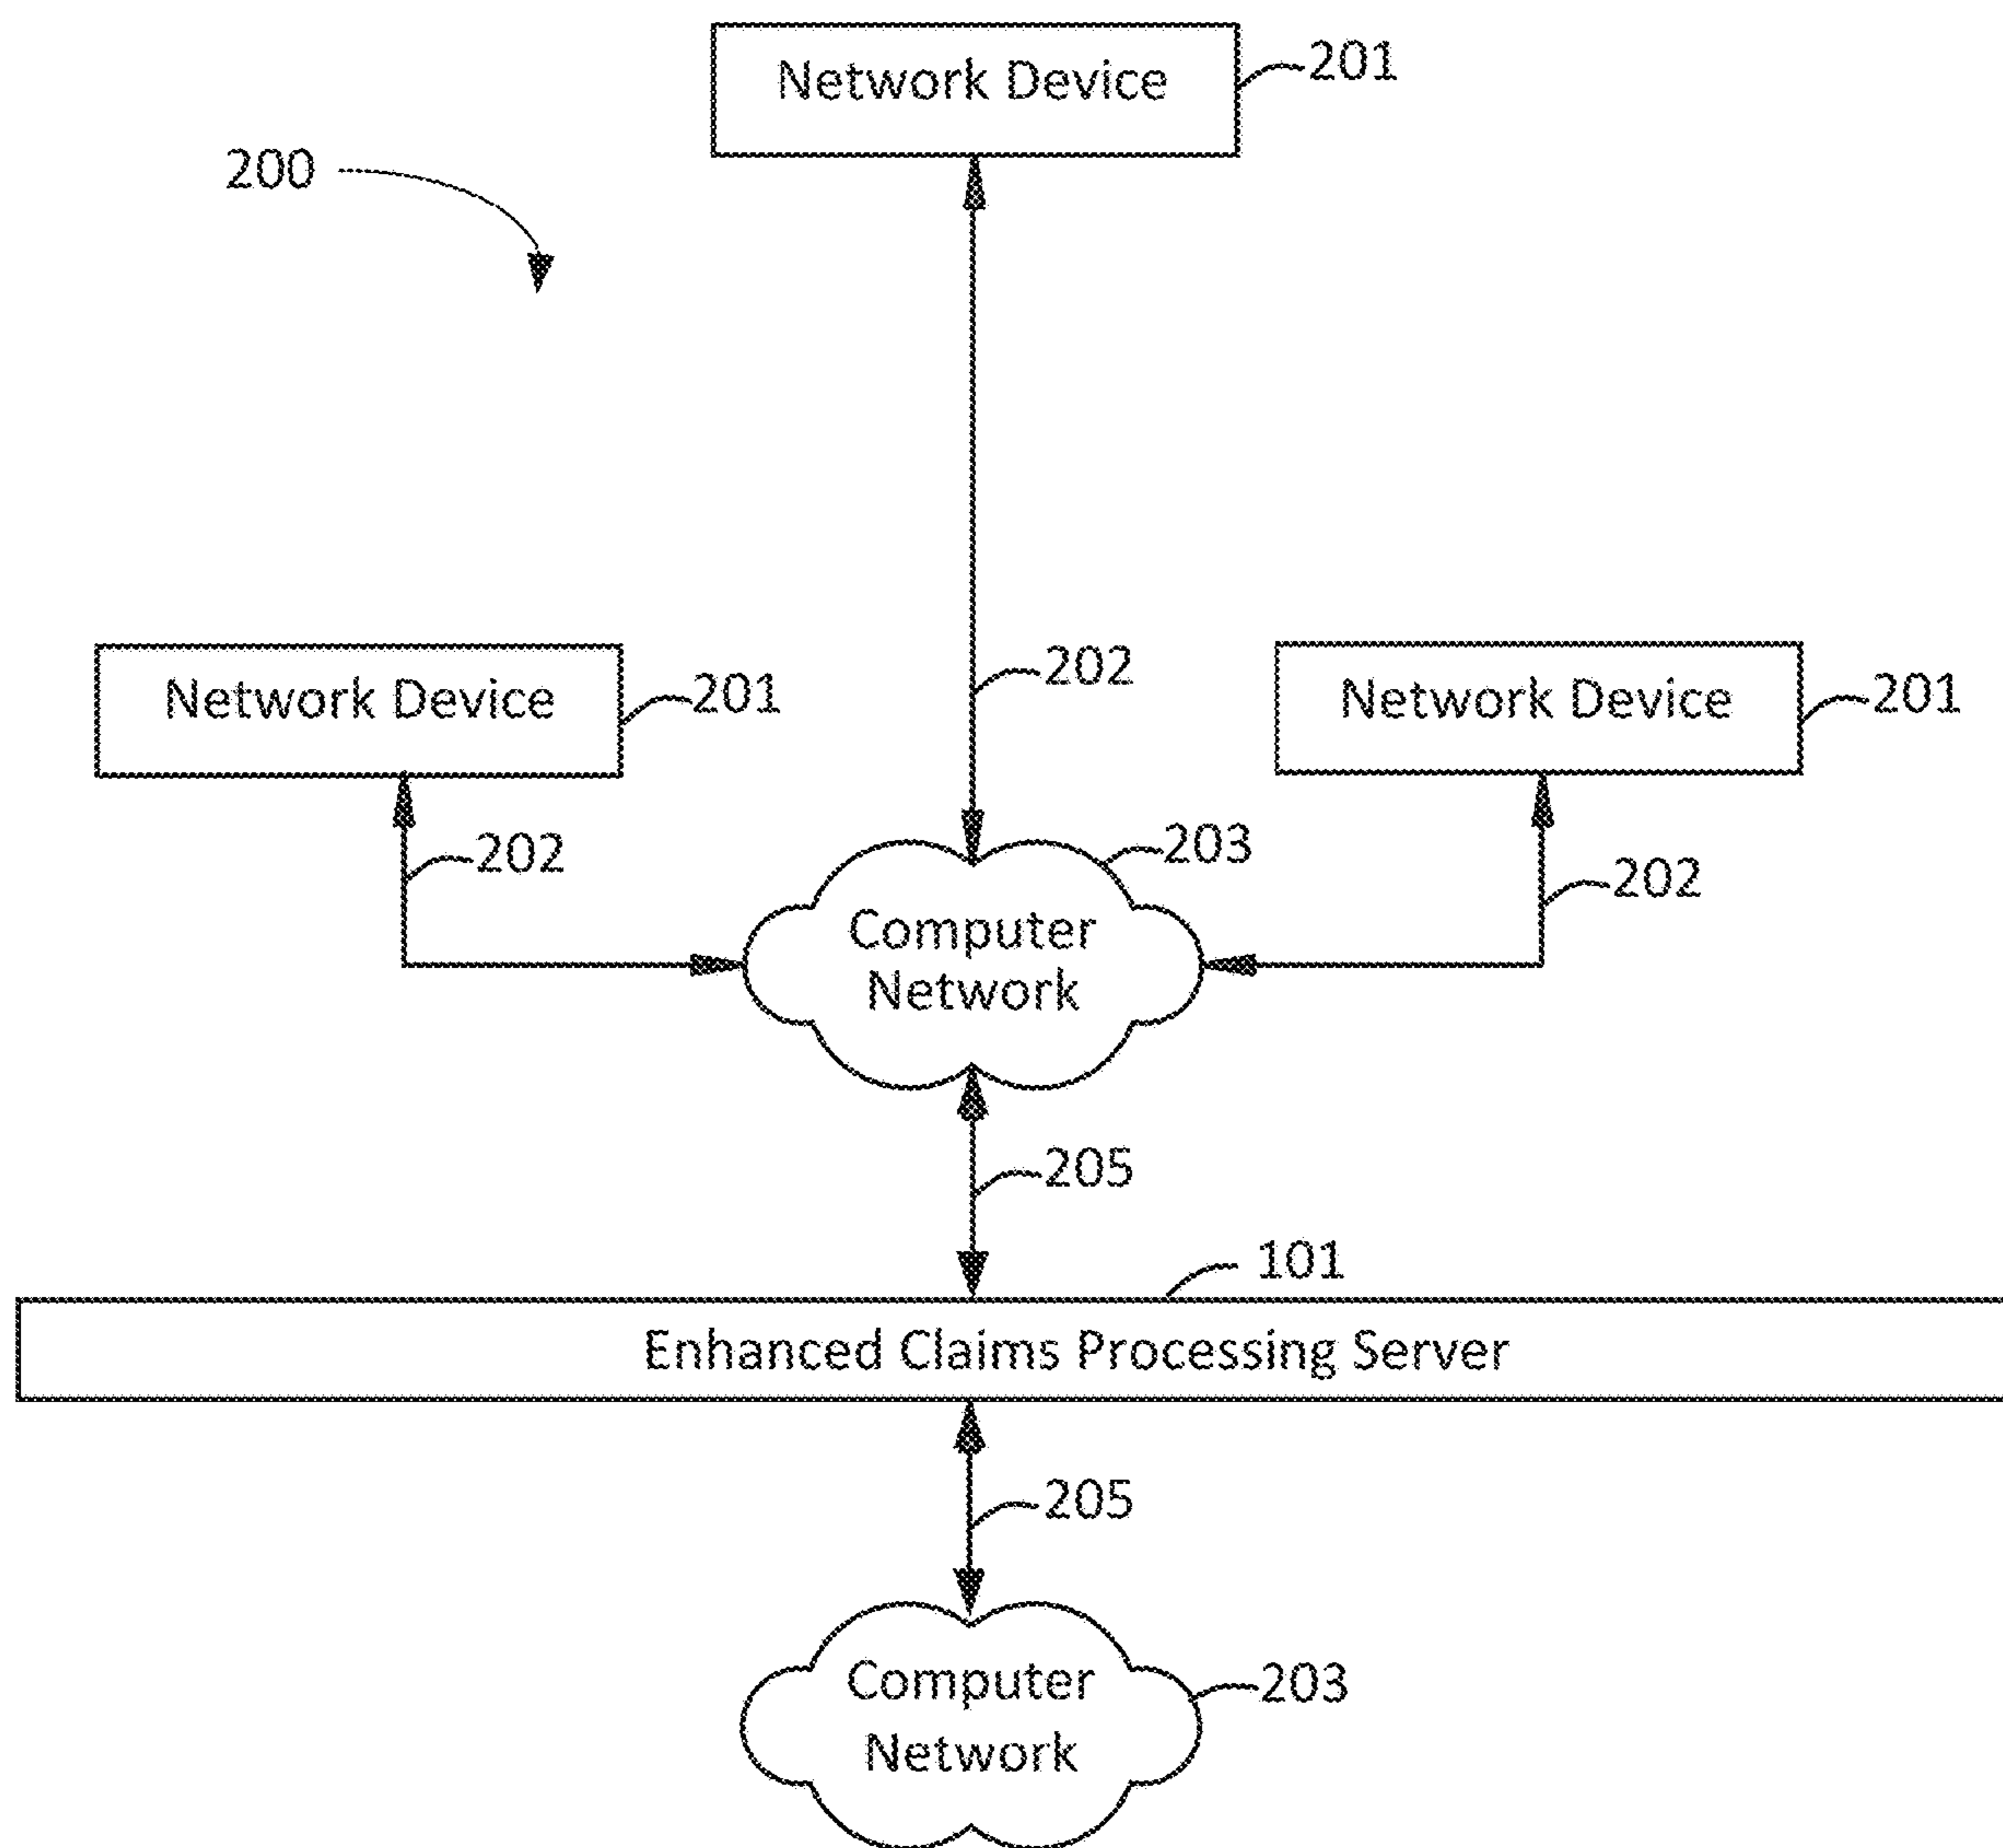 Network Device
201
200
202
Network Device
201
Network Device
201
202
203
202
Computer
Network
205
101
Enhanced Claims Processing Server
205
Computer
Network
203